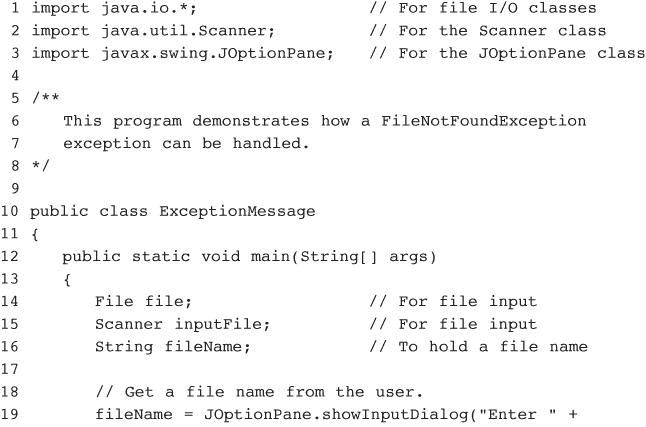 1 import java.io.*; // For file I/O classes
2 import java.util.Scanner; // For the Scanner class
3 import javax.swing.JOptionPane; // For the JOptionPane class
4
5 /**
6 This program demonstrates how a FileNotFoundException
7 exception can be handled.
8 */
9
10 public class ExceptionMessage
11 {
12 public static void main(String[] args)
13 {
14 File file; // For file input
15 Scanner inputFile; // For file input
16 String fileName; // To hold a file name
17
18 // Get a file name from the user.
19 fileName = JOptionPane.showInputDialog("Enter " +